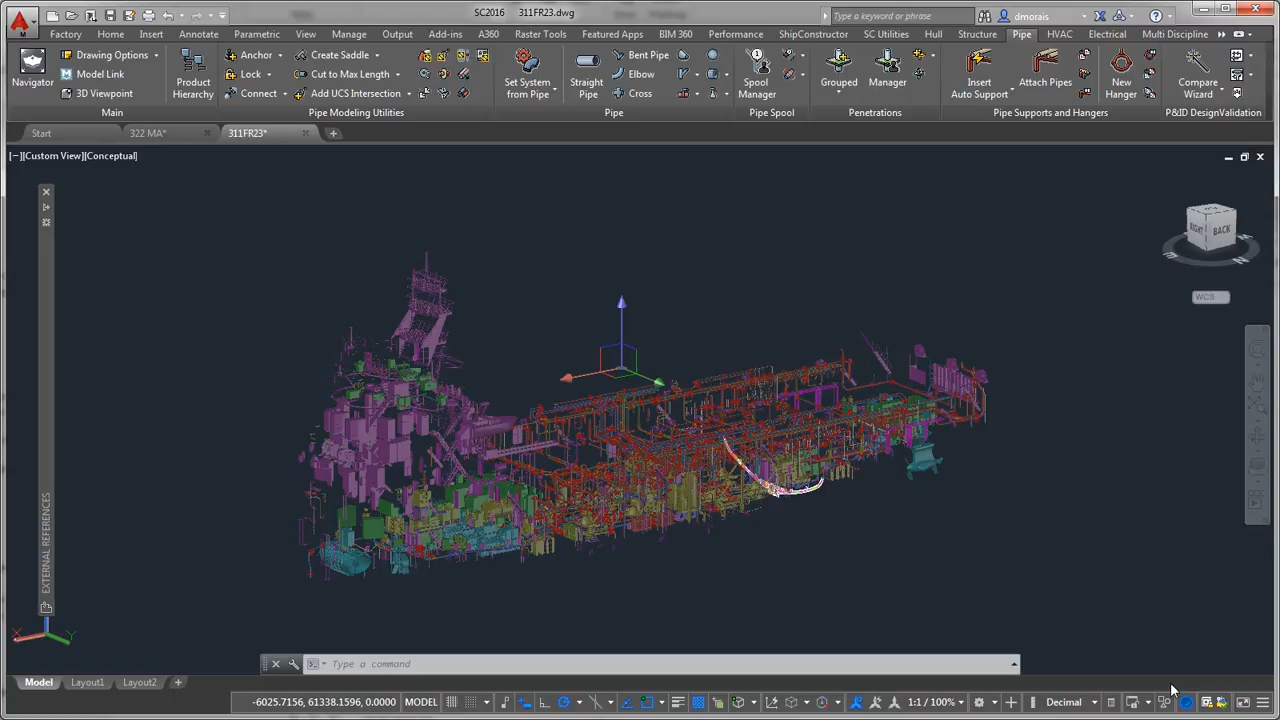 SC2016 311FR23.dwg
Type a keyword or phrase
dmorais
Factory Home Insert Annotate Parametric View Manage Output Add-ins A360 Raster Tools Featured Apps BIM 360 Performance ShipConstructor SC Utilities Hull Structure Pipe HVAC Electrical Multi Discipline
Navigator
Drawing Options
Model Link
3D Viewpoint
Main
Product Hierarchy
Anchor
Lock
Connect
Create Saddle
Cut to Max Length
Add UCS Intersection
Pipe Modeling Utilities
Set System from Pipe
Straight Pipe
Bent Pipe
Elbow
Cross
Pipe
Spool Manager
Pipe Spool
Grouped
Manager
Penetrations
Insert Auto Support
Attach Pipes
New Hanger
Pipe Supports and Hangers
Compare Wizard
P&ID DesignValidation
Start 322 MA* 311FR23*
[−][Custom View][Conceptual]
RIGHT BACK
WCS
EXTERNAL REFERENCES
X Y
Type a command
Model Layout1 Layout2
-6025.7156, 61338.1596, 0.0000 MODEL 1:1 / 100% Decimal